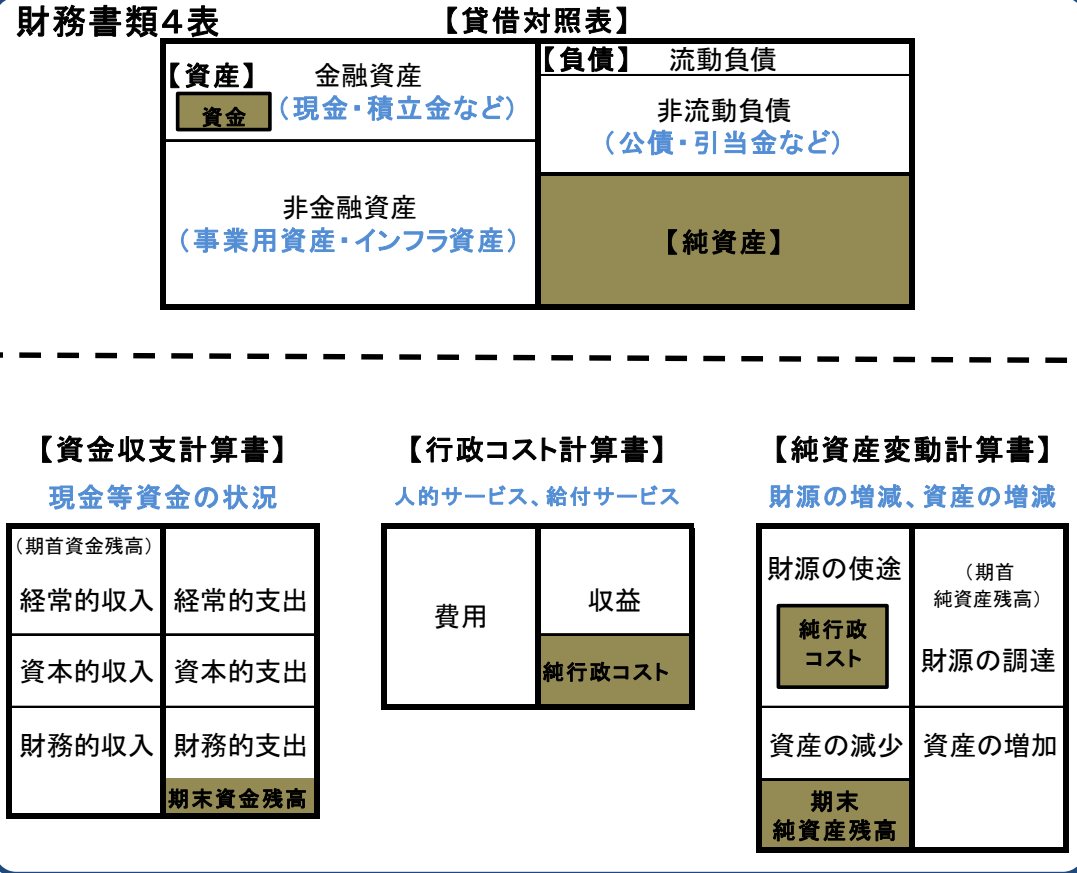 財務書類4表
【貸借対照表】
【資産】 金融資産
資金 （現金・積立金など）
非金融資産
（事業用資産・インフラ資産）
【負債】 流動負債
非流動負債
（公債・引当金など）
【純資産】
【資金収支計算書】
現金等資金の状況
（期首資金残高）
経常的収入 経常的支出
資本的収入 資本的支出
財務的収入 財務的支出
期末資金残高
【行政コスト計算書】
人的サービス、給付サービス
費用
収益
純行政コスト
【純資産変動計算書】
財源の増減、資産の増減
財源の使途
純行政
コスト
（期首
純資産残高）
財源の調達
資産の減少 資産の増加
期末
純資産残高